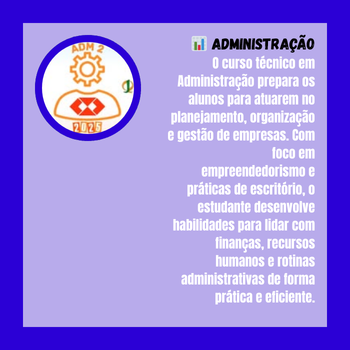 ADM 2
2025
📊 ADMINISTRAÇÃO
O curso técnico em
Administração prepara os
alunos para atuarem no
planejamento, organização
e gestão de empresas. Com
foco em
empreendedorismo e
práticas de escritório, o
estudante desenvolve
habilidades para lidar com
finanças, recursos
humanos e rotinas
administrativas de forma
prática e eficiente.